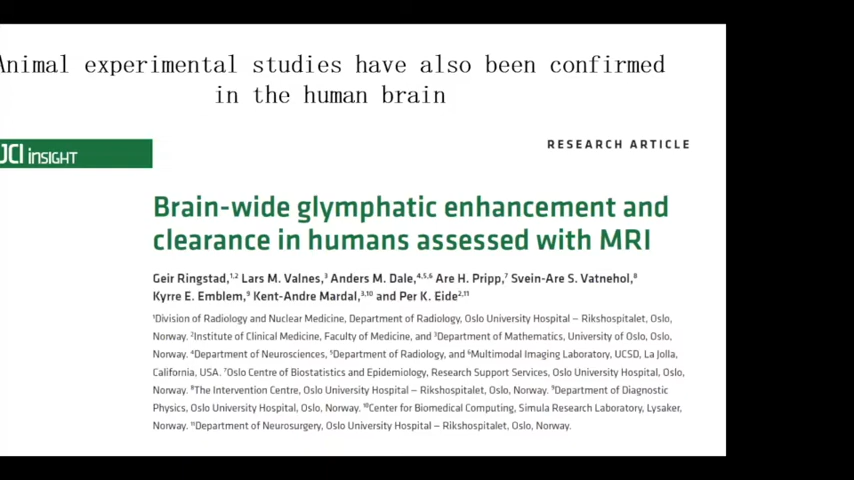 Animal experimental studies have also been confirmed
in the human brain
JCI insight
RESEARCH ARTICLE
Brain-wide glymphatic enhancement and
clearance in humans assessed with MRI
Geir Ringstad,1,2 Lars M. Valnes,3 Anders M. Dale,4,5,6 Are H. Pripp,7 Svein-Are S. Vatnehol,8
Kyrre E. Emblem,9 Kent-Andre Mardal,3,10 and Per K. Eide2,11
1Division of Radiology and Nuclear Medicine, Department of Radiology, Oslo University Hospital – Rikshospitalet, Oslo,
Norway. 2Institute of Clinical Medicine, Faculty of Medicine, and 3Department of Mathematics, University of Oslo, Oslo,
Norway. 4Department of Neurosciences, 5Department of Radiology, and 6Multimodal Imaging Laboratory, UCSD, La Jolla,
California, USA. 7Oslo Centre of Biostatistics and Epidemiology, Research Support Services, Oslo University Hospital, Oslo,
Norway. 8The Intervention Centre, Oslo University Hospital – Rikshospitalet, Oslo, Norway. 9Department of Diagnostic
Physics, Oslo University Hospital, Oslo, Norway. 10Center for Biomedical Computing, Simula Research Laboratory, Lysaker,
Norway. 11Department of Neurosurgery, Oslo University Hospital – Rikshospitalet, Oslo, Norway.